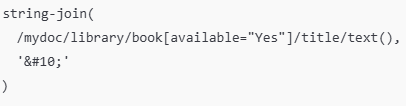 string-join(
  /mydoc/library/book[available="Yes"]/title/text(),
  '&#10;'
)